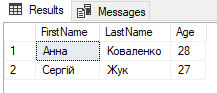 Results Messages
FirstName LastName Age
1 Анна Коваленко 28
2 Сергій Жук 27